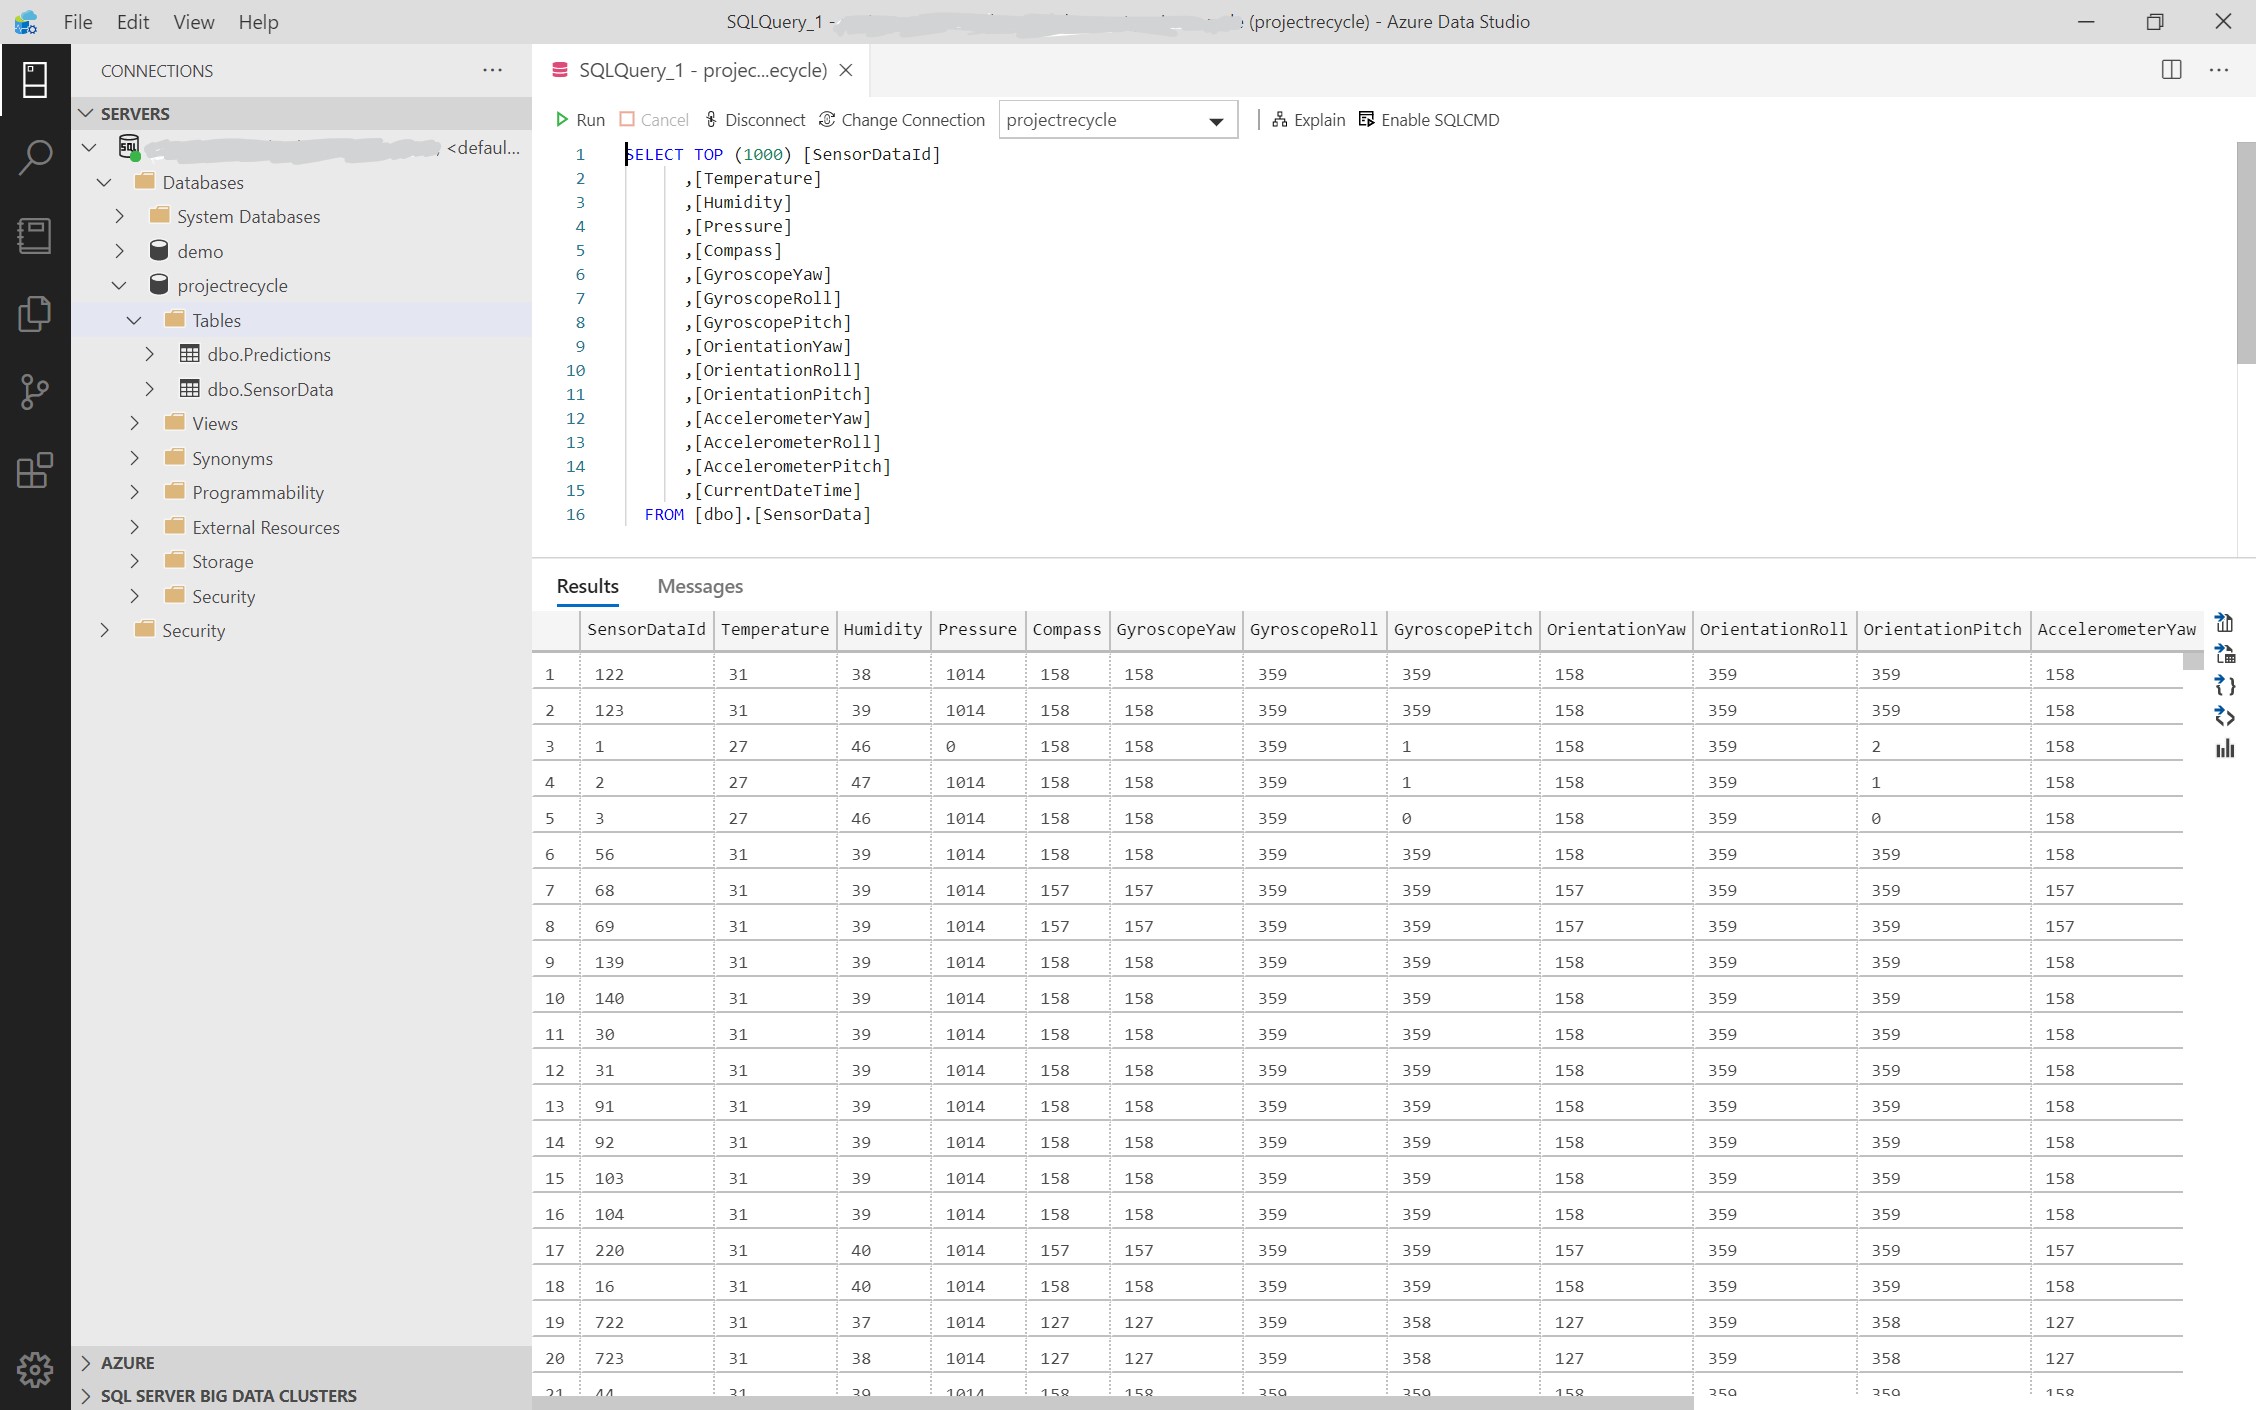 File Edit View Help
SQLQuery_1 - (projectrecycle) - Azure Data Studio
CONNECTIONS
SERVERS
<defaul...
Databases
System Databases
demo
projectrecycle
Tables
dbo.Predictions
dbo.SensorData
Views
Synonyms
Programmability
External Resources
Storage
Security
Security
AZURE
SQL SERVER BIG DATA CLUSTERS
SQLQuery_1 - projec...ecycle)
Run Cancel Disconnect Change Connection projectrecycle Explain Enable SQLCMD
1 SELECT TOP (1000) [SensorDataId]
2 ,[Temperature]
3 ,[Humidity]
4 ,[Pressure]
5 ,[Compass]
6 ,[GyroscopeYaw]
7 ,[GyroscopeRoll]
8 ,[GyroscopePitch]
9 ,[OrientationYaw]
10 ,[OrientationRoll]
11 ,[OrientationPitch]
12 ,[AccelerometerYaw]
13 ,[AccelerometerRoll]
14 ,[AccelerometerPitch]
15 ,[CurrentDateTime]
16 FROM [dbo].[SensorData]
Results Messages
SensorDataId Temperature Humidity Pressure Compass GyroscopeYaw GyroscopeRoll GyroscopePitch OrientationYaw OrientationRoll OrientationPitch AccelerometerYaw
1 122 31 38 1014 158 158 359 359 158 359 359 158
2 123 31 39 1014 158 158 359 359 158 359 359 158
3 1 27 46 0 158 158 359 1 158 359 2 158
4 2 27 47 1014 158 158 359 1 158 359 1 158
5 3 27 46 1014 158 158 359 0 158 359 0 158
6 56 31 39 1014 158 158 359 359 158 359 359 158
7 68 31 39 1014 157 157 359 359 157 359 359 157
8 69 31 39 1014 157 157 359 359 157 359 359 157
9 139 31 39 1014 158 158 359 359 158 359 359 158
10 140 31 39 1014 158 158 359 359 158 359 359 158
11 30 31 39 1014 158 158 359 359 158 359 359 158
12 31 31 39 1014 158 158 359 359 158 359 359 158
13 91 31 39 1014 158 158 359 359 158 359 359 158
14 92 31 39 1014 158 158 359 359 158 359 359 158
15 103 31 39 1014 158 158 359 359 158 359 359 158
16 104 31 39 1014 158 158 359 359 158 359 359 158
17 220 31 40 1014 157 157 359 359 157 359 359 157
18 16 31 40 1014 158 158 359 359 158 359 359 158
19 722 31 37 1014 127 127 359 358 127 359 358 127
20 723 31 38 1014 127 127 359 358 127 359 358 127
21 44 31 39 1014 158 158 359 359 158 359 359 158